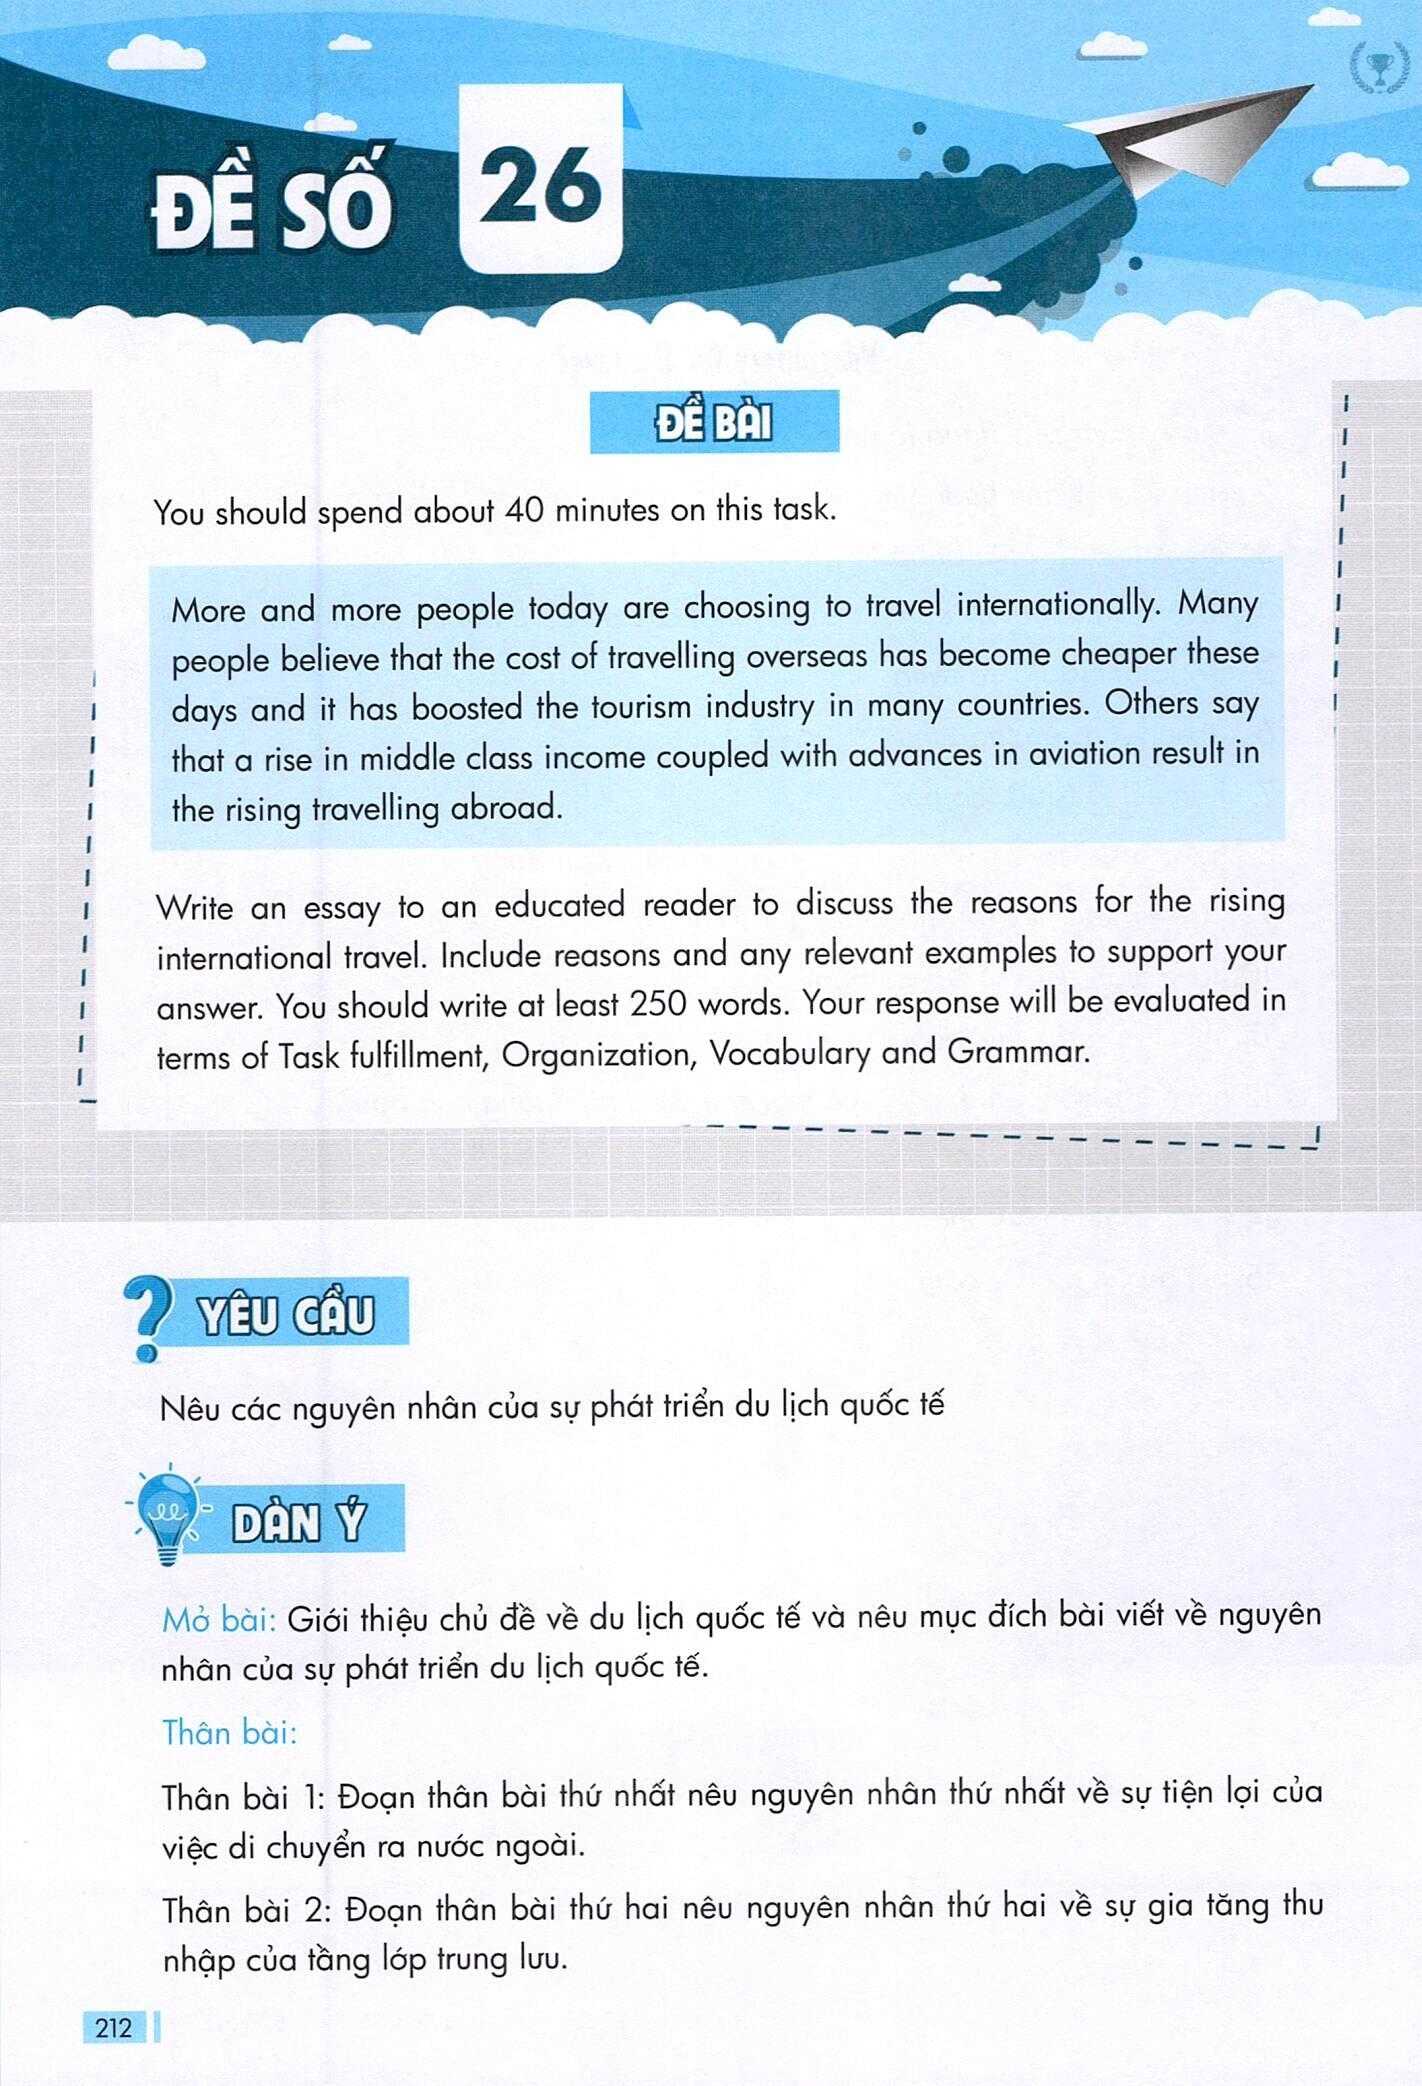 ĐỀ SỐ 26
ĐỀ BÀI
You should spend about 40 minutes on this task.
More and more people today are choosing to travel internationally. Many
people believe that the cost of travelling overseas has become cheaper these
days and it has boosted the tourism industry in many countries. Others say
that a rise in middle class income coupled with advances in aviation result in
the rising travelling abroad.
Write an essay to an educated reader to discuss the reasons for the rising
international travel. Include reasons and any relevant examples to support your
answer. You should write at least 250 words. Your response will be evaluated in
terms of Task fulfillment, Organization, Vocabulary and Grammar.
YÊU CẦU
Nêu các nguyên nhân của sự phát triển du lịch quốc tế
DÀN Ý
Mở bài: Giới thiệu chủ đề về du lịch quốc tế và nêu mục đích bài viết về nguyên
nhân của sự phát triển du lịch quốc tế.
Thân bài:
Thân bài 1: Đoạn thân bài thứ nhất nêu nguyên nhân thứ nhất về sự tiện lợi của
việc di chuyển ra nước ngoài.
Thân bài 2: Đoạn thân bài thứ hai nêu nguyên nhân thứ hai về sự gia tăng thu
nhập của tầng lớp trung lưu.
212